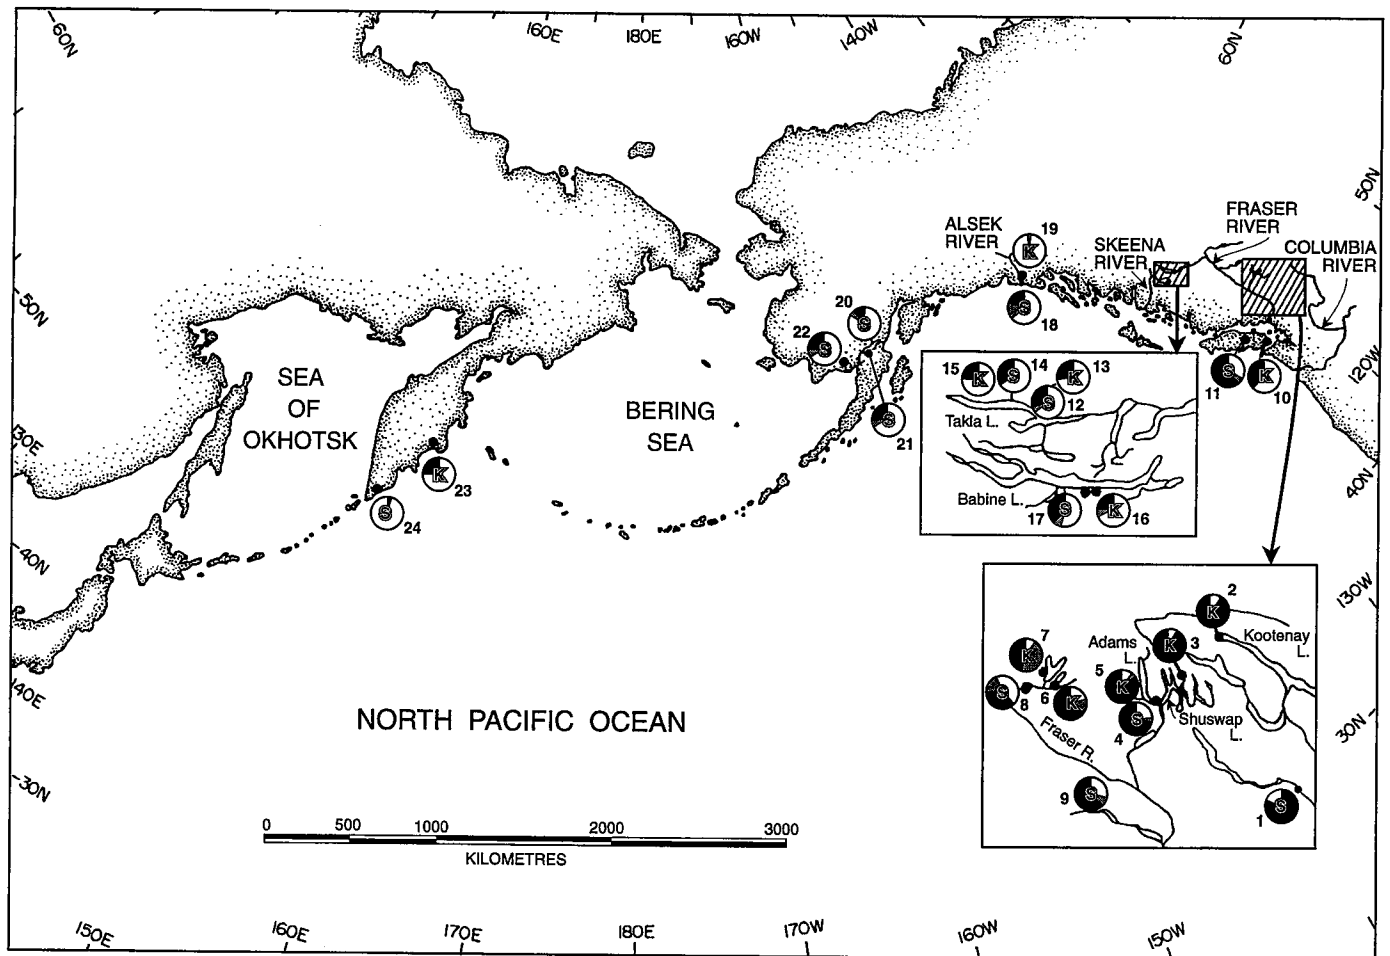 60N
160E
180E
160W
140W
60N
50N
FRASER
RIVER
COLUMBIA
RIVER
ALSEK
RIVER
SKEENA
RIVER
19
K
S
18
50N
20
S
22
S
S
21
120W
SEA
OF
OKHOTSK
BERING
SEA
S
11
K
10
15
K
S
14
K
13
S
12
Takla L.
Babine L.
17
S
K
16
130E
K
23
S
24
40N
40N
130W
2
K
Kootenay
L.
Adams
L.
K
3
7
K
5
K
S
8
6
K
S
4
Shuswap
L.
Fraser R.
9
S
S
1
140E
30N
NORTH PACIFIC OCEAN
30N
0
500
1000
2000
3000
KILOMETRES
150E
160E
170E
180E
170W
160W
150W